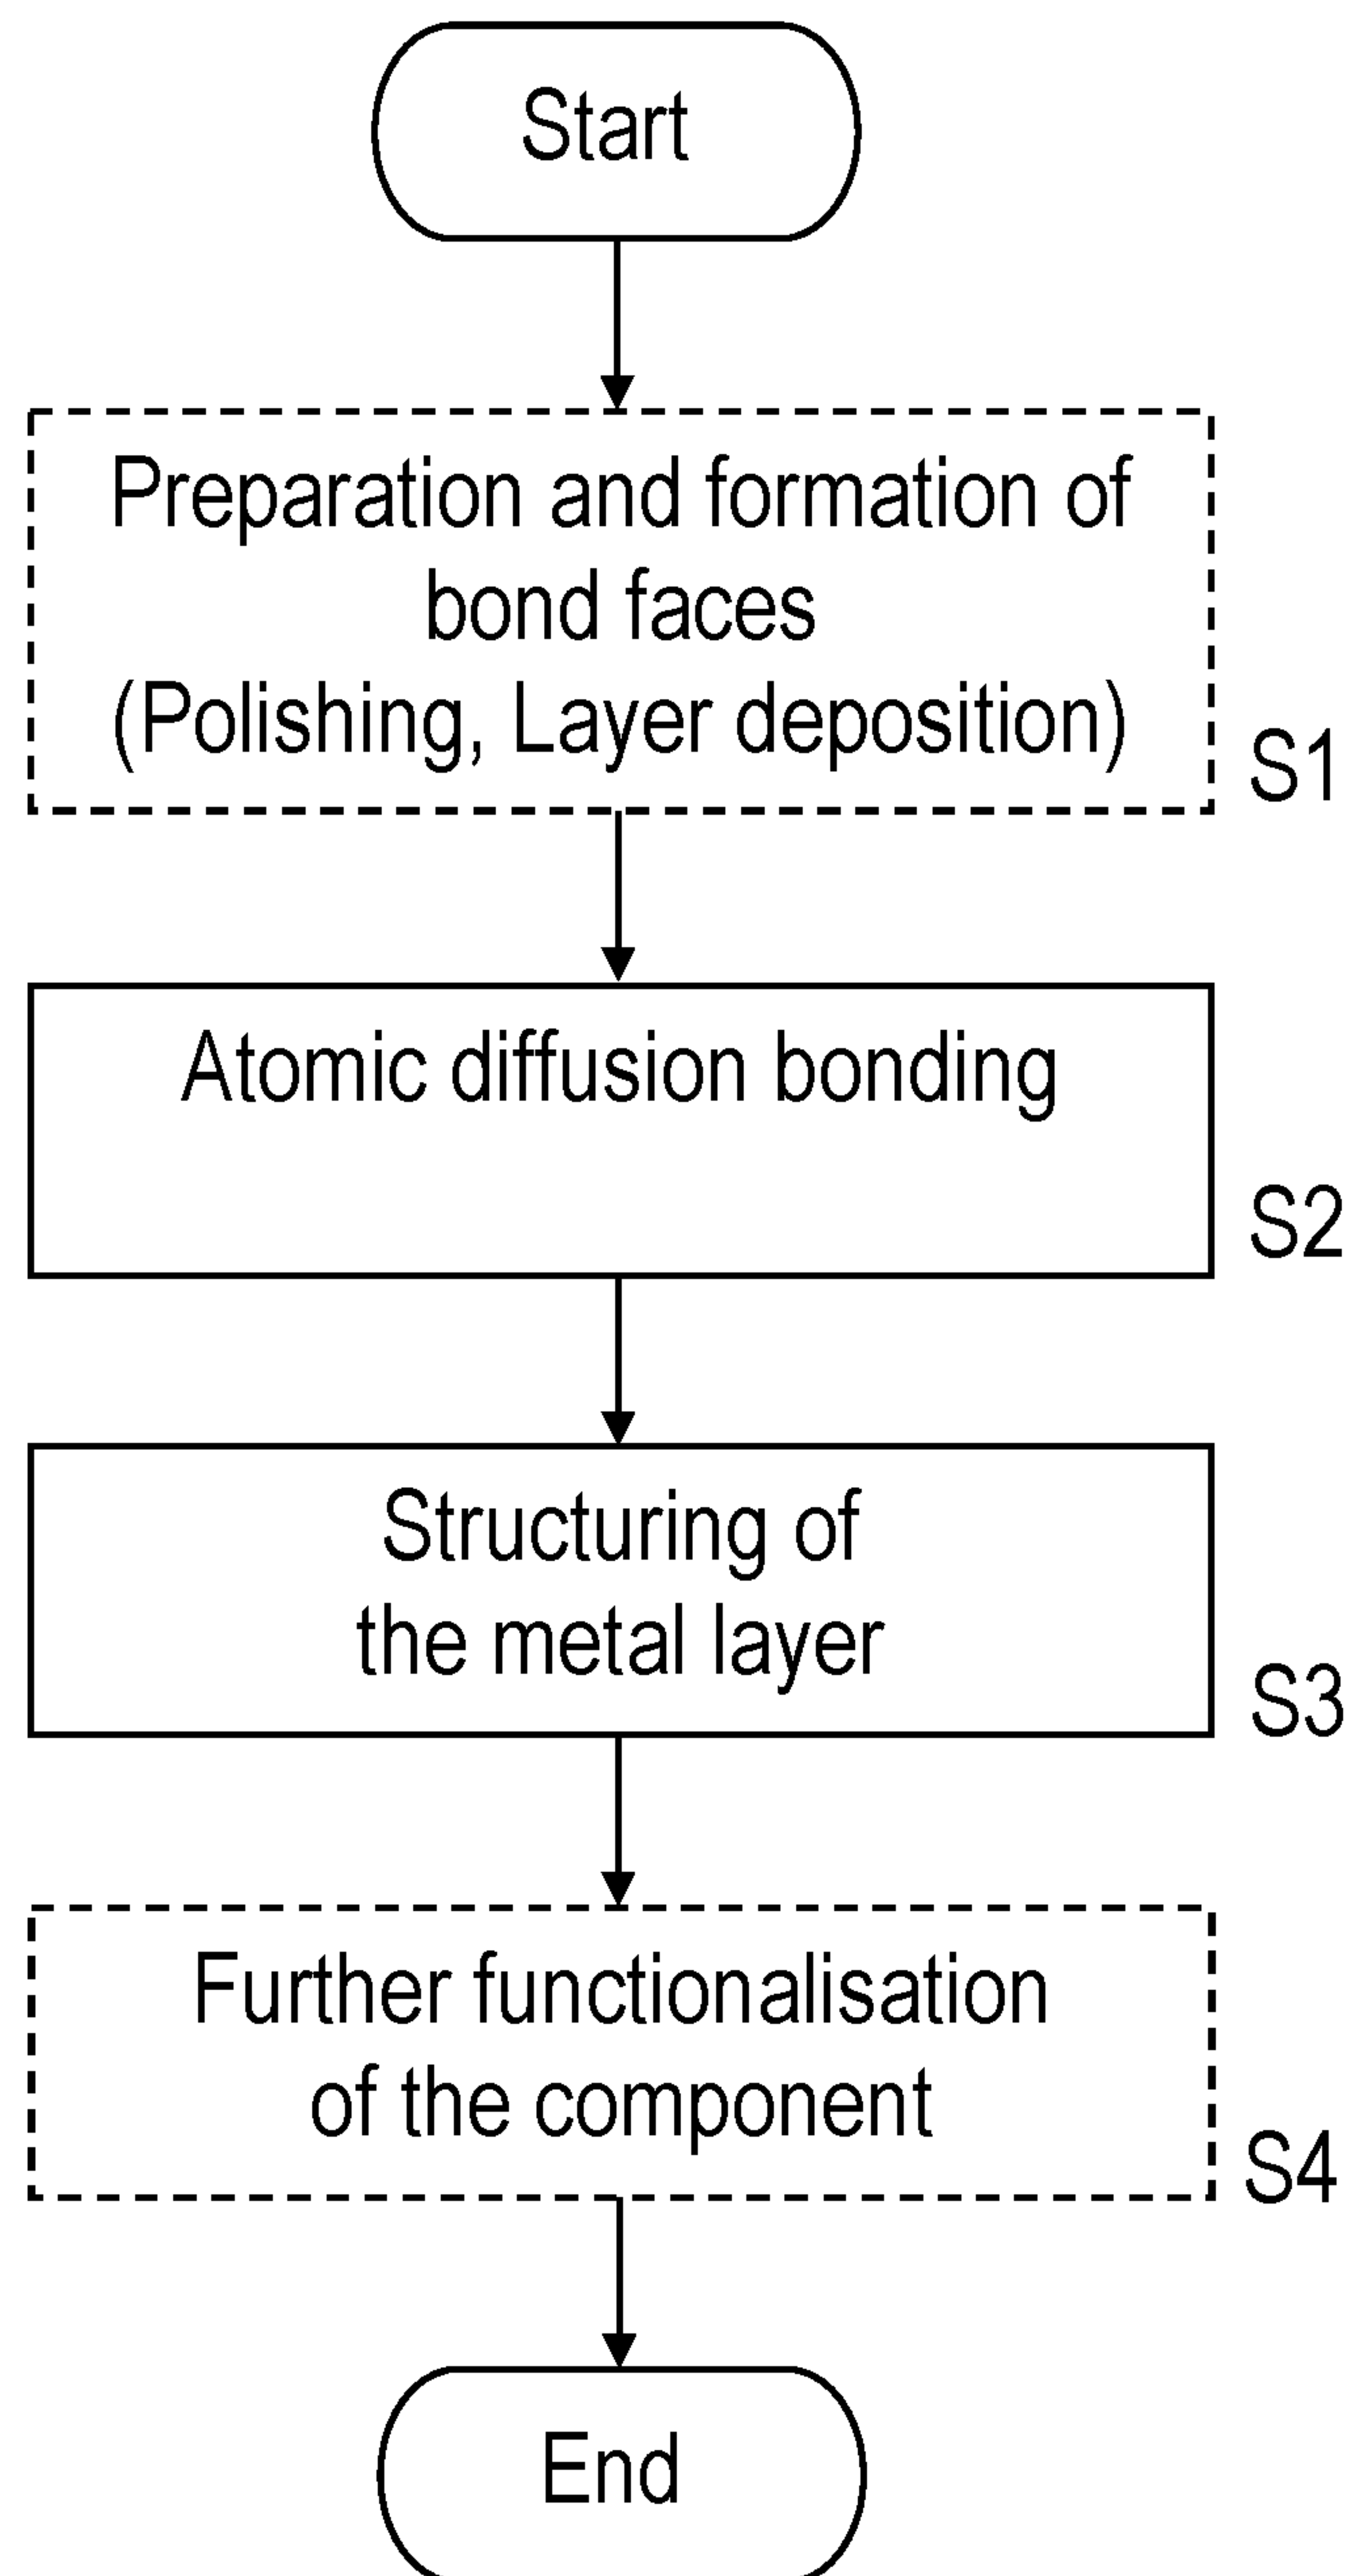 Start
Preparation and formation of
bond faces
(Polishing, Layer deposition)
S1
Atomic diffusion bonding
S2
Structuring of
the metal layer
S3
Further functionalisation
of the component
S4
End